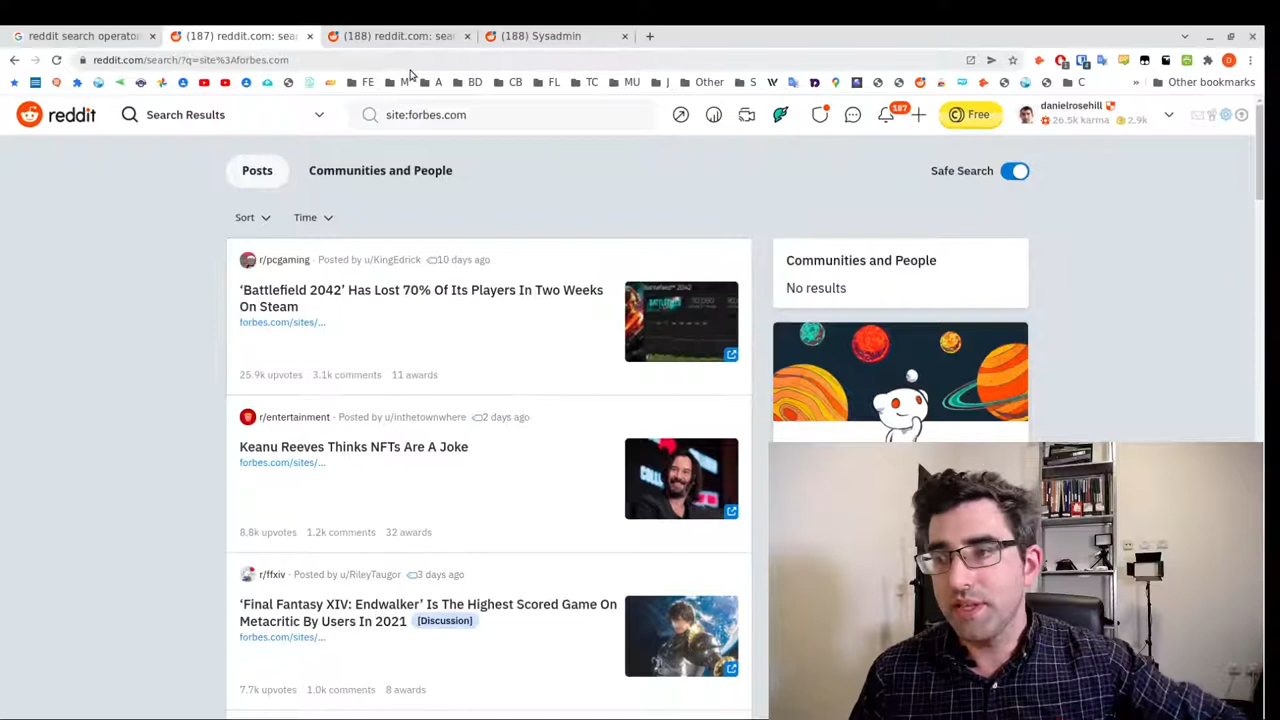 reddit search operator
(187) reddit.com: sear
(188) reddit.com: sear
(188) Sysadmin
reddit.com/search/?q=site%3Aforbes.com
FE
M
A
BD
CB
FL
TC
MU
J
Other
S
C
Other bookmarks
reddit
Search Results
site:forbes.com
187
Free
danielrosehill
26.5k karma
2.9k
Posts
Communities and People
Safe Search
Sort
Time
r/pcgaming · Posted by u/KingEdrick 10 days ago
‘Battlefield 2042’ Has Lost 70% Of Its Players In Two Weeks
On Steam
forbes.com/sites/...
25.9k upvotes 3.1k comments 11 awards
Communities and People
No results
r/entertainment · Posted by u/inthetownwhere 2 days ago
Keanu Reeves Thinks NFTs Are A Joke
forbes.com/sites/...
8.8k upvotes 1.2k comments 32 awards
r/ffxiv · Posted by u/RileyTaugor 3 days ago
‘Final Fantasy XIV: Endwalker’ Is The Highest Scored Game On
Metacritic By Users In 2021 [Discussion]
forbes.com/sites/...
7.7k upvotes 1.0k comments 8 awards